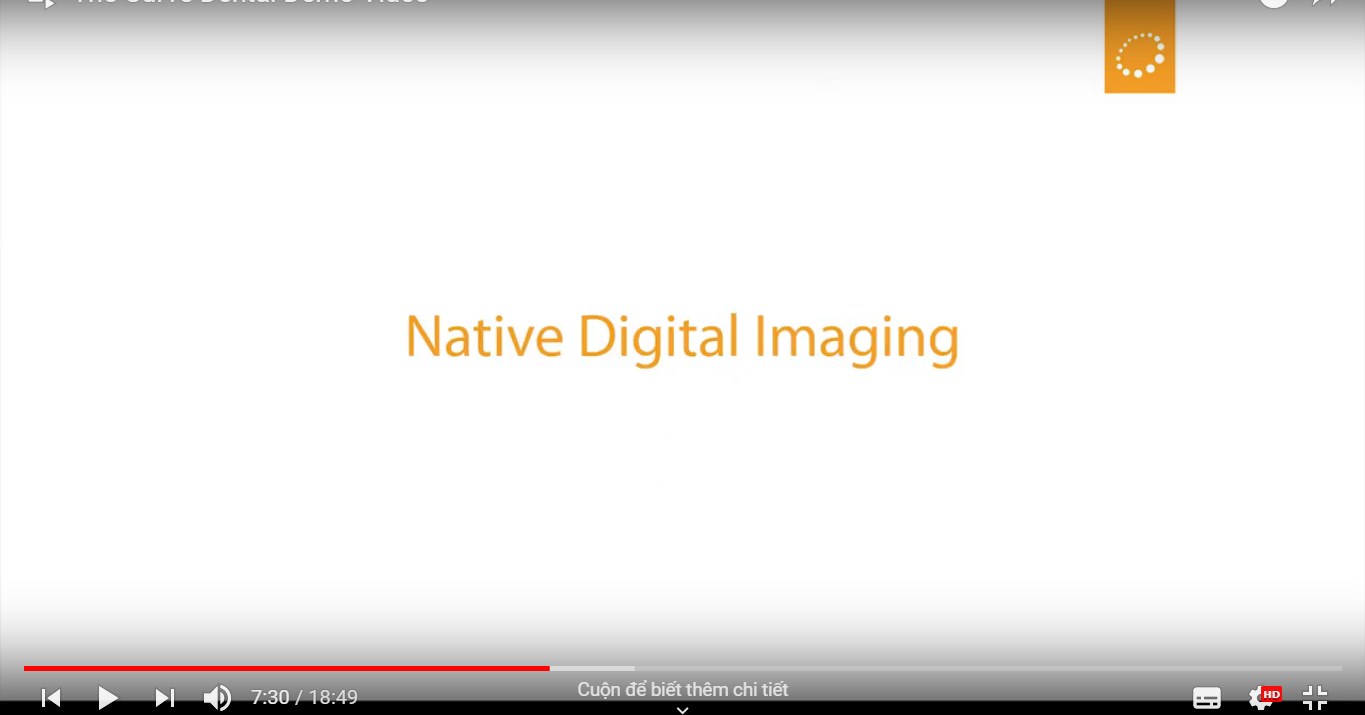 The Curve Dental Demo Video
Native Digital Imaging
Cuộn để biết thêm chi tiết
7:30 / 18:49
HD